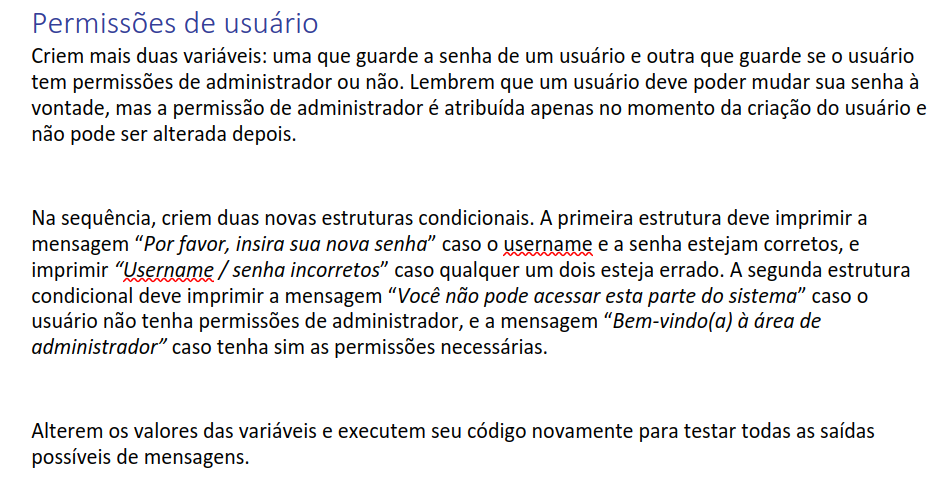 Permissões de usuário
Criem mais duas variáveis: uma que guarde a senha de um usuário e outra que guarde se o usuário
tem permissões de administrador ou não. Lembrem que um usuário deve poder mudar sua senha à
vontade, mas a permissão de administrador é atribuída apenas no momento da criação do usuário e
não pode ser alterada depois.
Na sequência, criem duas novas estruturas condicionais. A primeira estrutura deve imprimir a
mensagem “Por favor, insira sua nova senha” caso o username e a senha estejam corretos, e
imprimir “Username / senha incorretos” caso qualquer um dois esteja errado. A segunda estrutura
condicional deve imprimir a mensagem “Você não pode acessar esta parte do sistema” caso o
usuário não tenha permissões de administrador, e a mensagem “Bem-vindo(a) à área de
administrador” caso tenha sim as permissões necessárias.
Alterem os valores das variáveis e executem seu código novamente para testar todas as saídas
possíveis de mensagens.